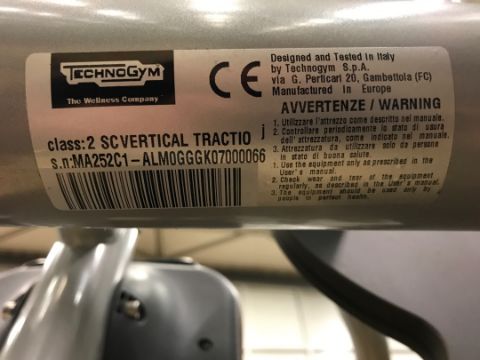 TECHNOGYM
The Wellness Company
CE
Designed and Tested in Italy
by Technogym S.p.A.
via G. Perticari 20, Gambettola (FC)
Manufactured in Europe
class:2 SCVERTICAL TRACTIO j
s.n:MA252C1-ALM0GGGK07000066
AVVERTENZE / WARNING
1. Utilizzare l'attrezzo come descritto nel manuale.
2. Controllare periodicamente lo stato di usura
dell'attrezzo, come indicato nel manuale.
3. Attrezzatura da utilizzare solo da persone
in stato di buona salute.
1. Use the equipment only as prescribed in the
User's manual.
2. Check wear and tear of the equipment
regularly, as described in the User's manual.
3. The equipment should be used only by
people in perfect health.